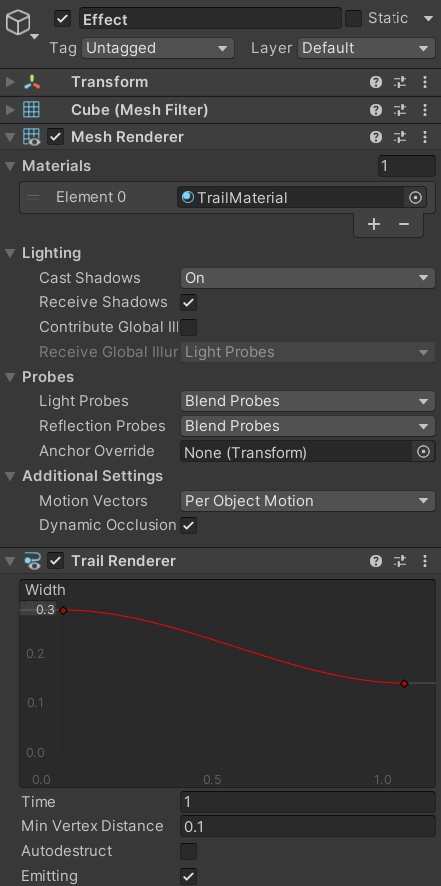 Effect Static
Tag Untagged Layer Default
Transform
Cube (Mesh Filter)
Mesh Renderer
Materials 1
Element 0 TrailMaterial
Lighting
Cast Shadows On
Receive Shadows
Contribute Global Ill
Receive Global Illur Light Probes
Probes
Light Probes Blend Probes
Reflection Probes Blend Probes
Anchor Override None (Transform)
Additional Settings
Motion Vectors Per Object Motion
Dynamic Occlusion
Trail Renderer
Width
0.3
0.2
0.1
0.0
0.0 0.5 1.0
Time 1
Min Vertex Distance 0.1
Autodestruct
Emitting